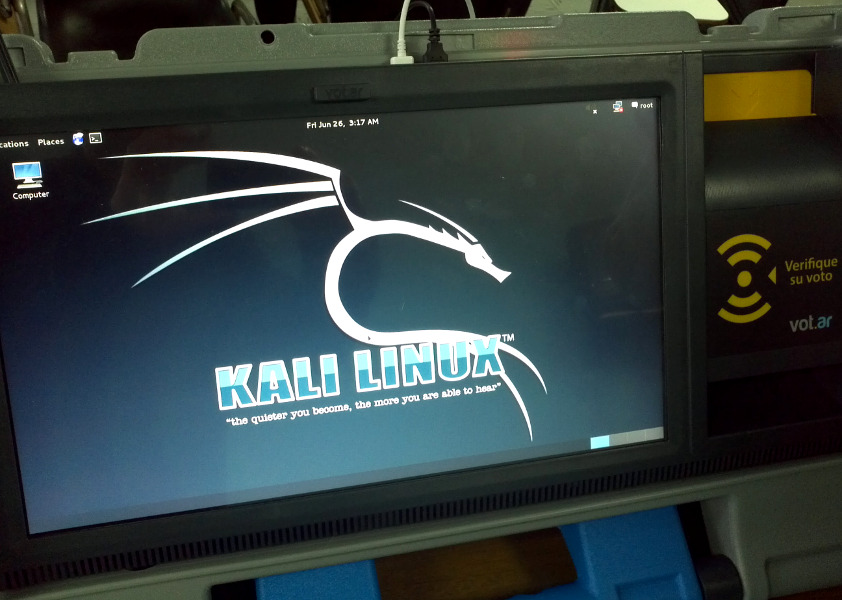 vot.ar
cations Places
Fri Jun 26, 3:17 AM
root
Computer
KALI LINUX™
"the quieter you become, the more you are able to hear"
Verifique
su voto
vot.ar